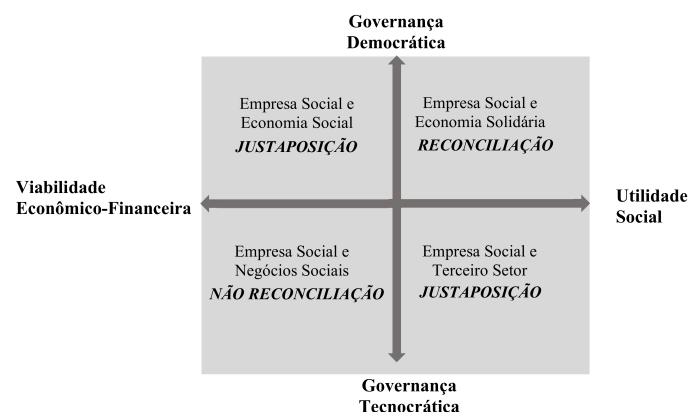 Governança
Democrática
Empresa Social e
Economia Social
JUSTAPOSIÇÃO
Empresa Social e
Economia Solidária
RECONCILIAÇÃO
Viabilidade
Econômico-Financeira
Utilidade
Social
Empresa Social e
Negócios Sociais
NÃO RECONCILIAÇÃO
Empresa Social e
Terceiro Setor
JUSTAPOSIÇÃO
Governança
Tecnocrática